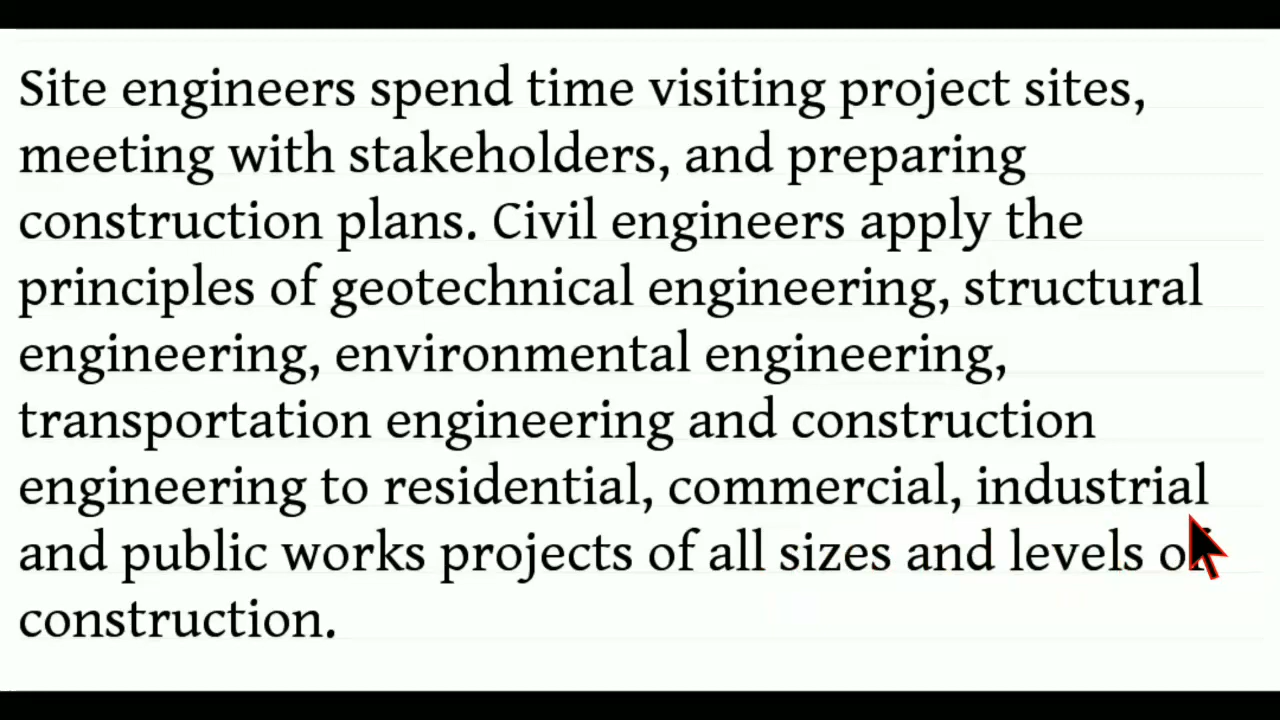 Site engineers spend time visiting project sites,
meeting with stakeholders, and preparing
construction plans. Civil engineers apply the
principles of geotechnical engineering, structural
engineering, environmental engineering,
transportation engineering and construction
engineering to residential, commercial, industrial
and public works projects of all sizes and levels of
construction.